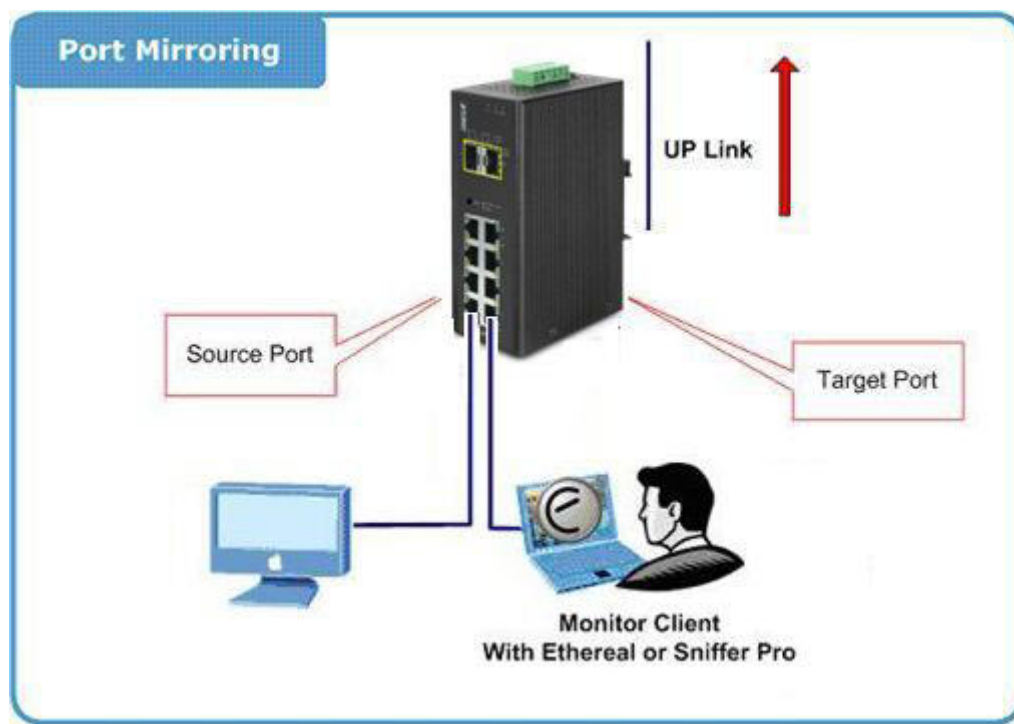 Port Mirroring
UP Link
Source Port
Target Port
Monitor Client
With Ethereal or Sniffer Pro